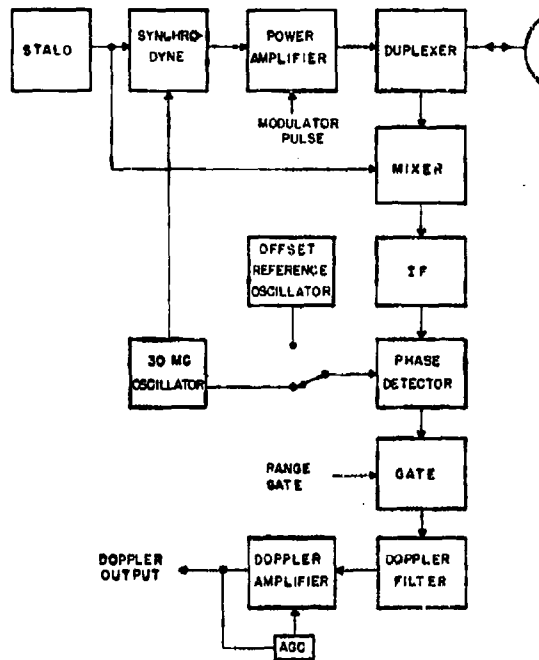 STALO
SYNCHRO-
DYNE
POWER
AMPLIFIER
DUPLEXER
MODULATOR
PULSE
MIXER
OFFSET
REFERENCE
OSCILLATOR
IF
30 MC
OSCILLATOR
PHASE
DETECTOR
RANGE
GATE
GATE
DOPPLER
OUTPUT
DOPPLER
AMPLIFIER
DOPPLER
FILTER
AGC